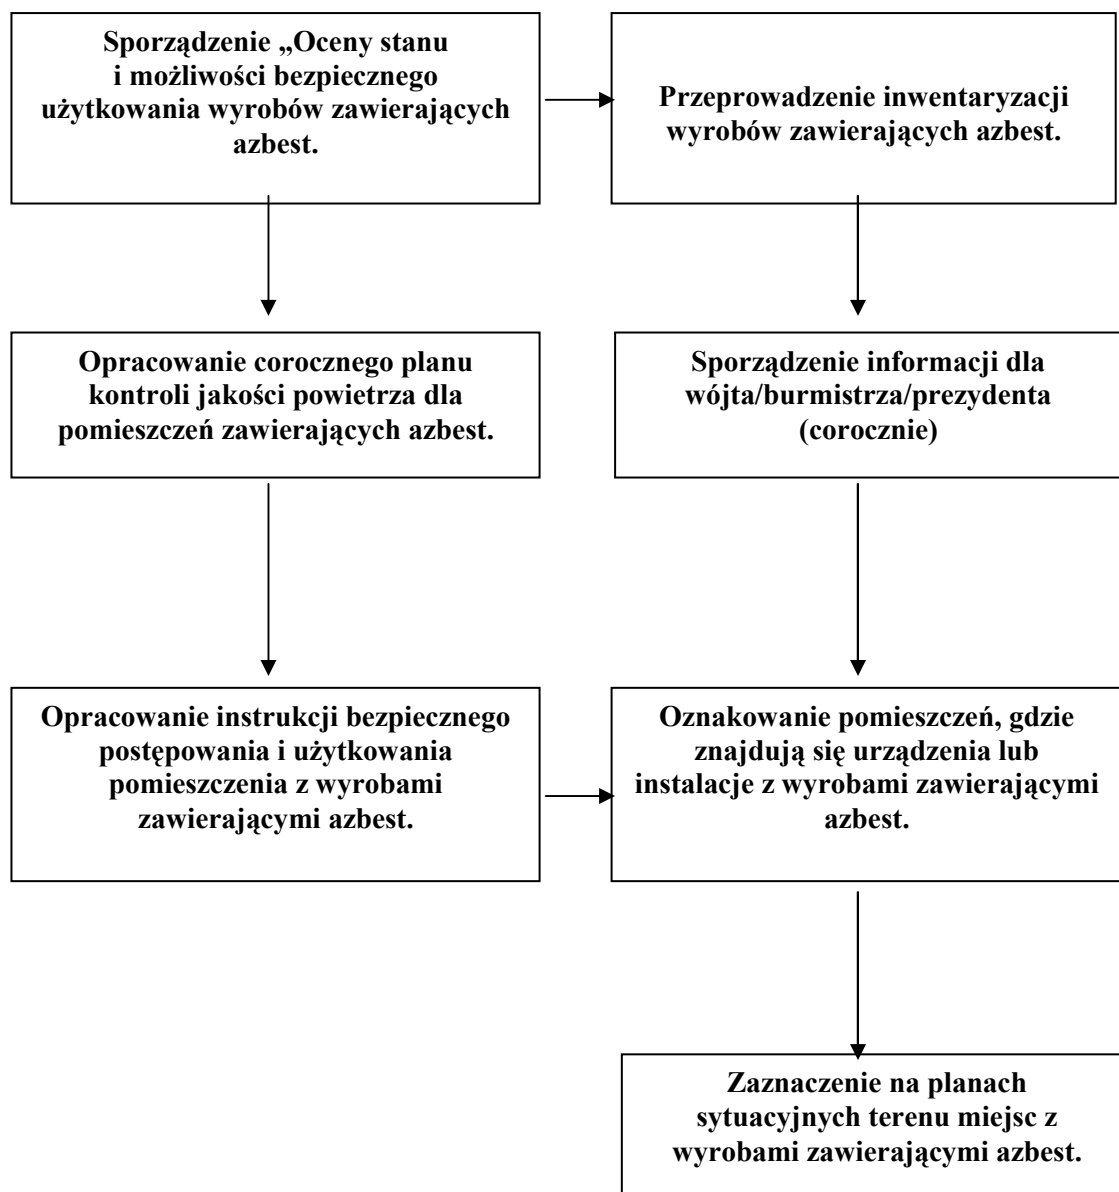 Sporządzenie „Oceny stanu
i możliwości bezpiecznego
użytkowania wyrobów zawierających
azbest.
Przeprowadzenie inwentaryzacji
wyrobów zawierających azbest.
Opracowanie corocznego planu
kontroli jakości powietrza dla
pomieszczeń zawierających azbest.
Sporządzenie informacji dla
wójta/burmistrza/prezydenta
(corocznie)
Opracowanie instrukcji bezpiecznego
postępowania i użytkowania
pomieszczenia z wyrobami
zawierającymi azbest.
Oznakowanie pomieszczeń, gdzie
znajdują się urządzenia lub
instalacje z wyrobami zawierającymi
azbest.
Zaznaczenie na planach
sytuacyjnych terenu miejsc z
wyrobami zawierającymi azbest.